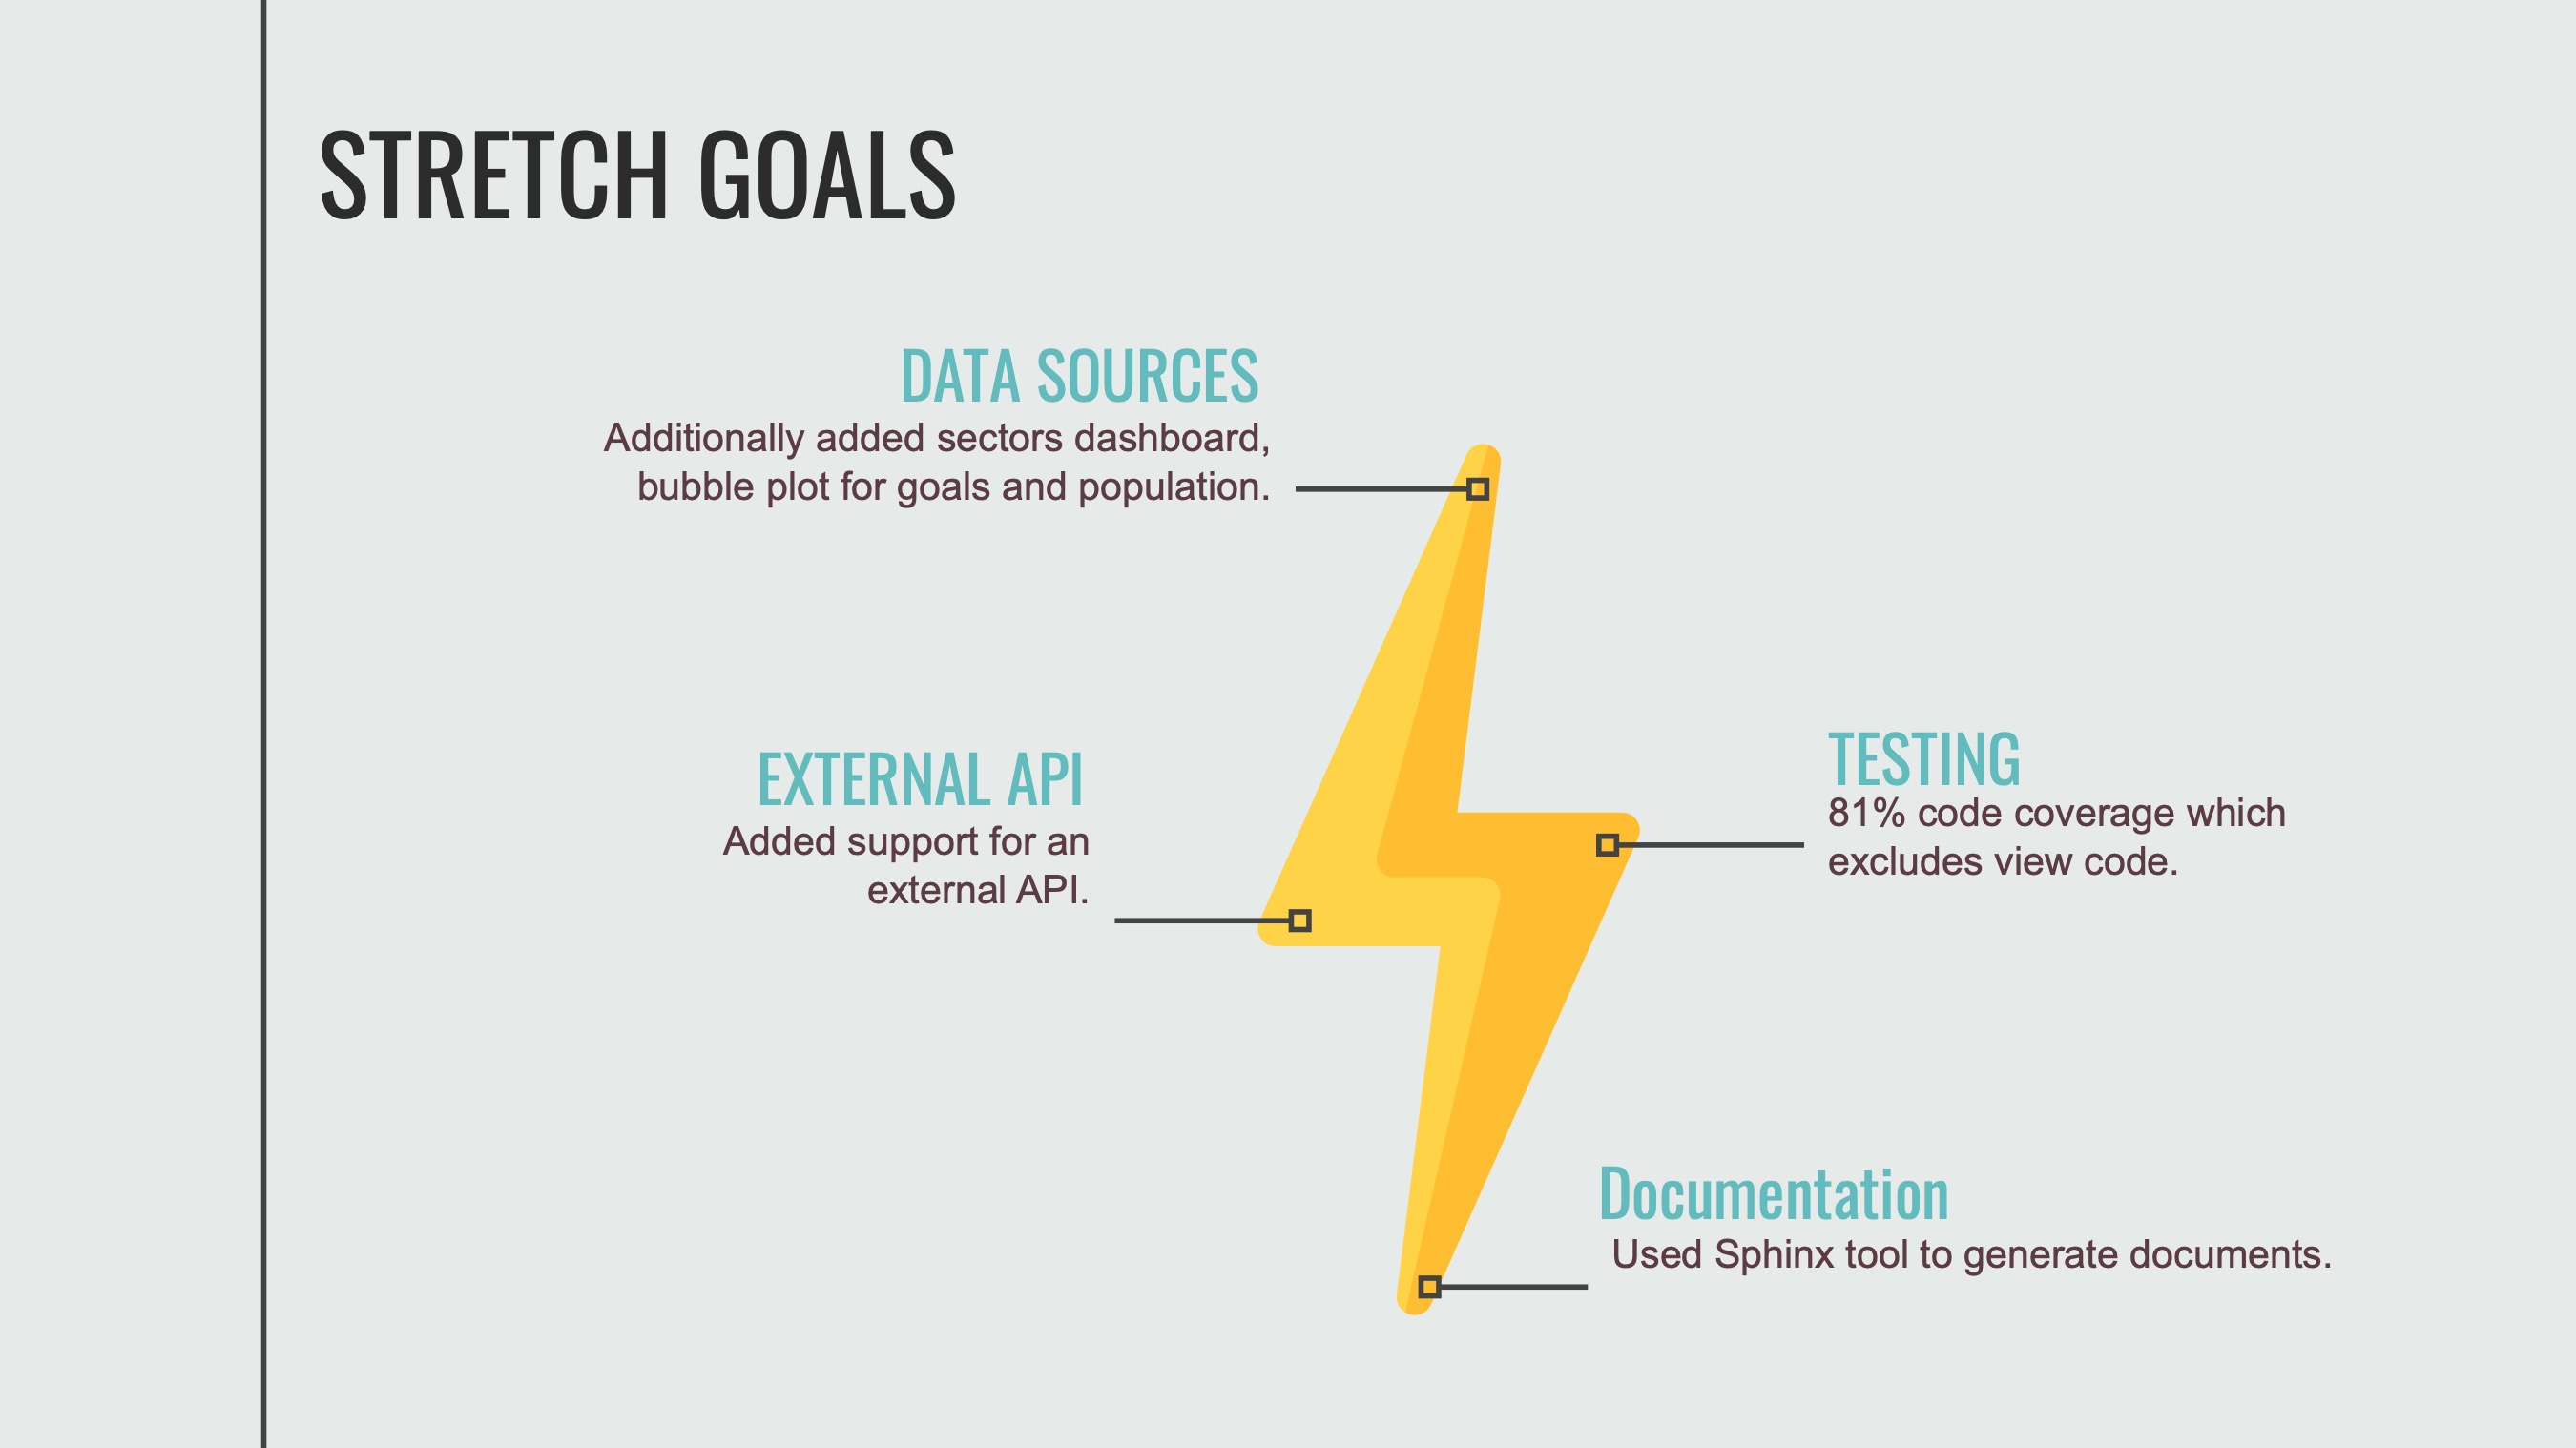 STRETCH GOALS
DATA SOURCES
Additionally added sectors dashboard,
bubble plot for goals and population.
EXTERNAL API
Added support for an
external API.
TESTING
81% code coverage which
excludes view code.
Documentation
Used Sphinx tool to generate documents.